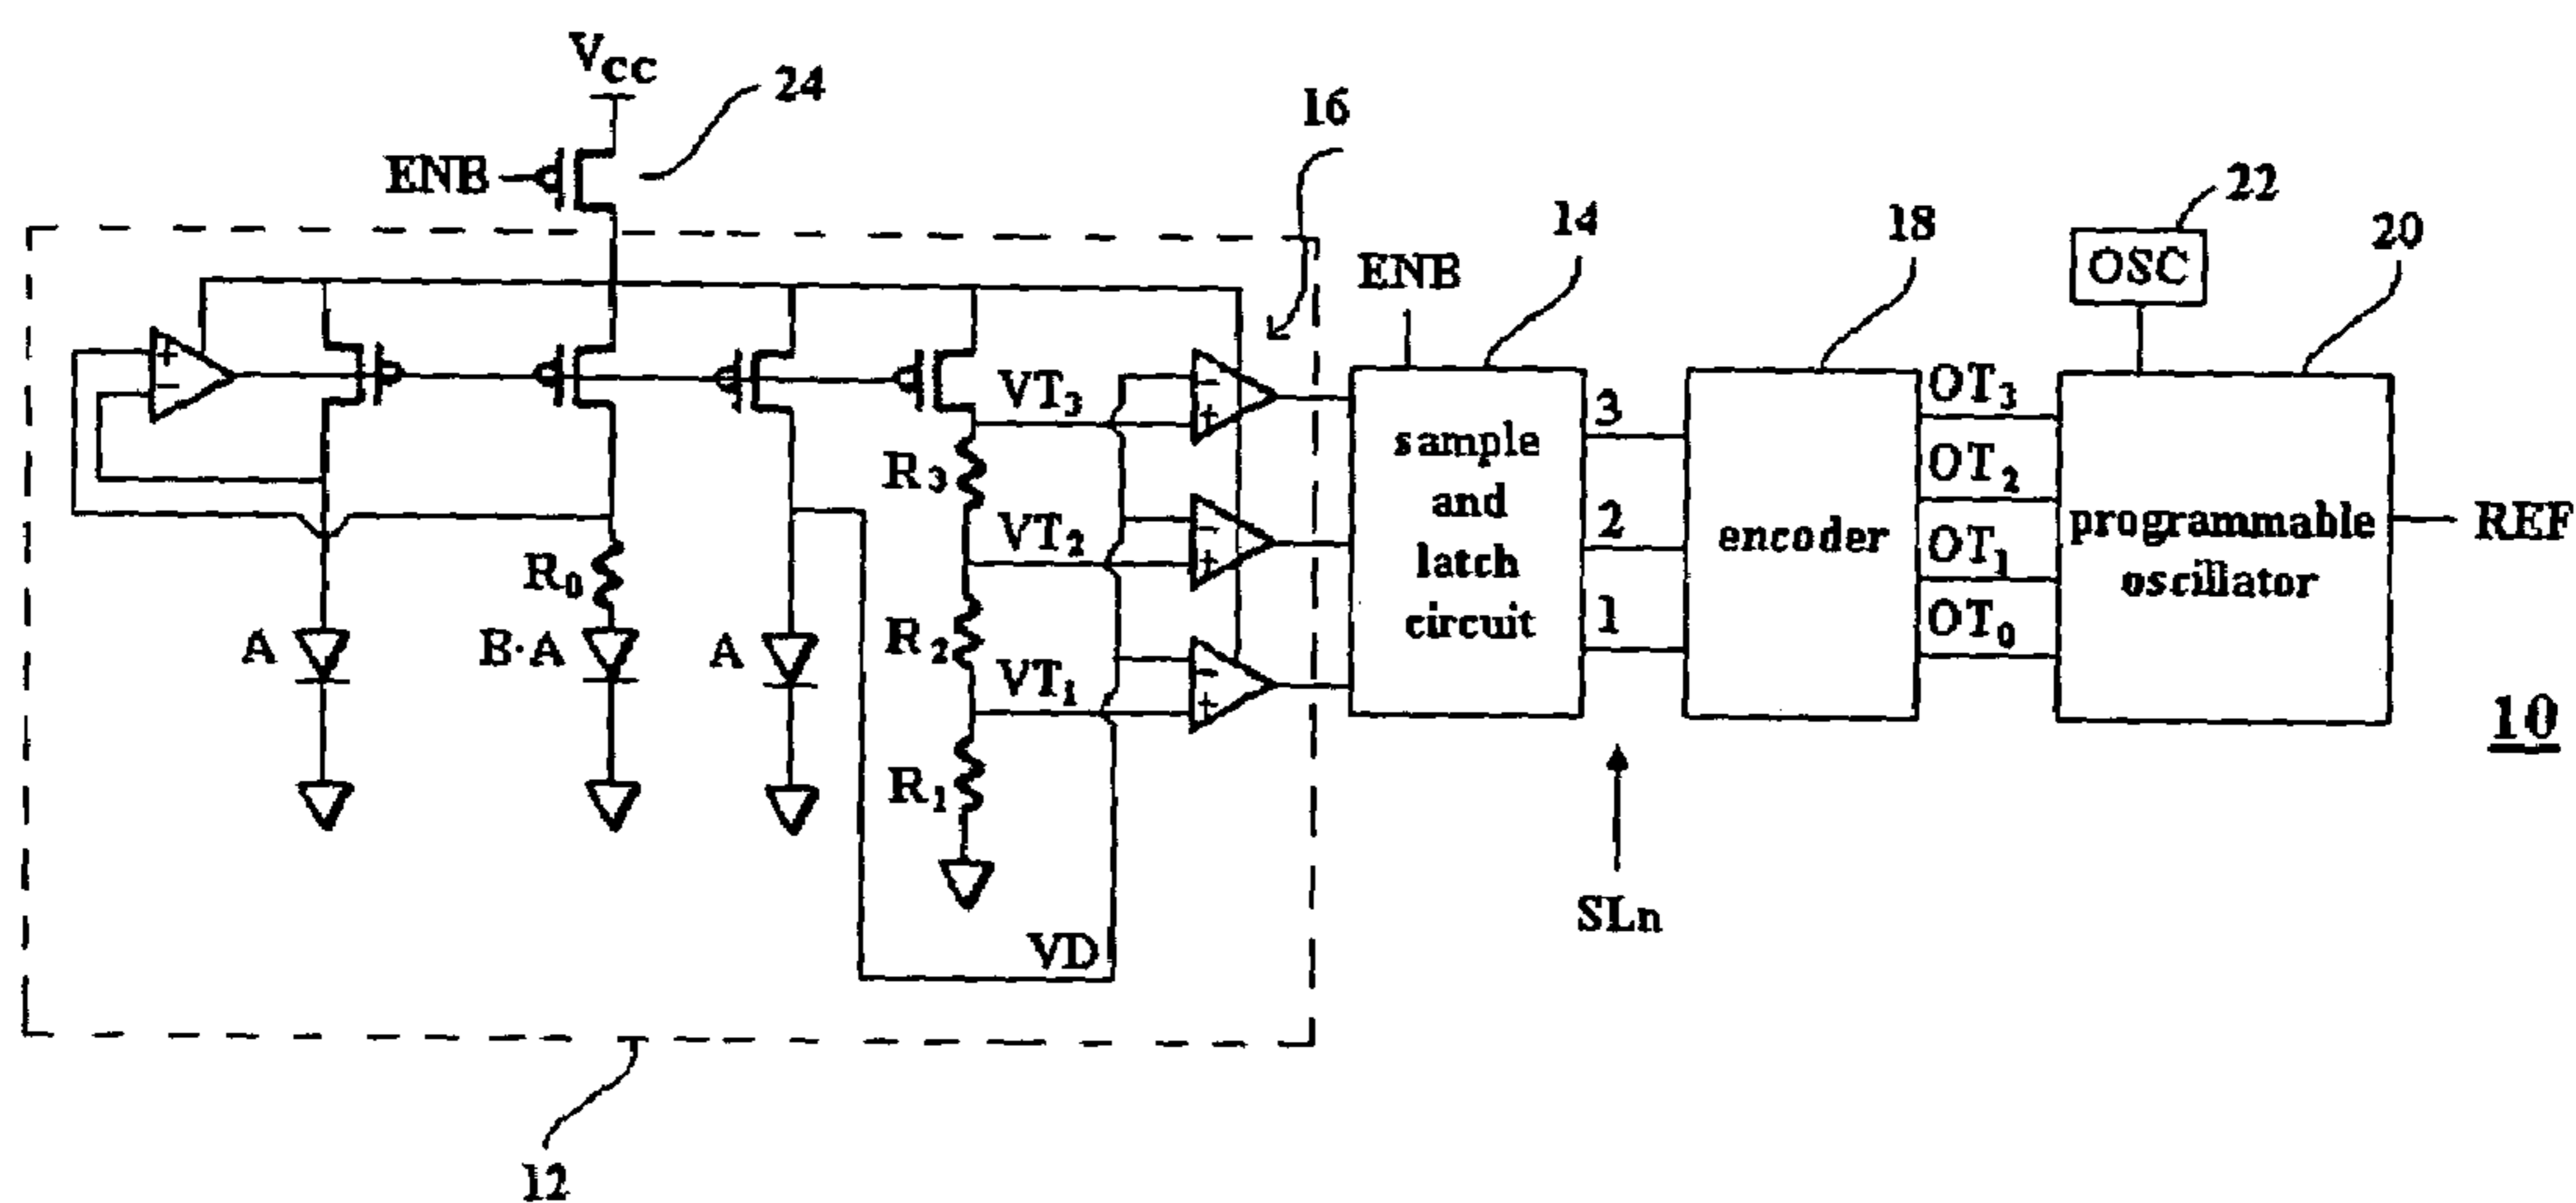 V_CC
24
ENB
16
14
18
22
20
ENB
OSC
+
−
VT₃
−
+
R₃
VT₂
−
+
R₀
R₂
VT₁
−
+
A
B·A
A
R₁
VD
sample
and
latch
circuit
3
2
1
SLn
encoder
OT₃
OT₂
OT₁
OT₀
programmable
oscillator
REF
10
12